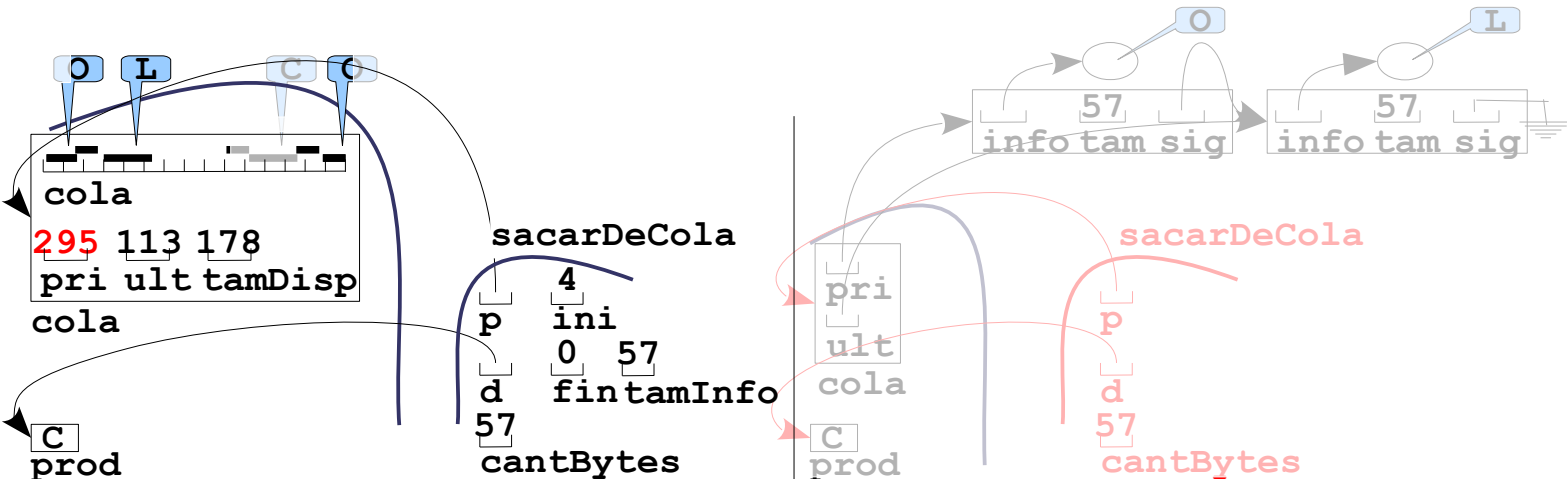 O L C O
cola
295 113 178
pri ult tamDisp
cola
sacarDeCola
4
p ini
0 57
d fin tamInfo
57
cantBytes
C
prod
O L
57 57
info tam sig info tam sig
pri
ult
cola
sacarDeCola
p
d
57
cantBytes
C
prod